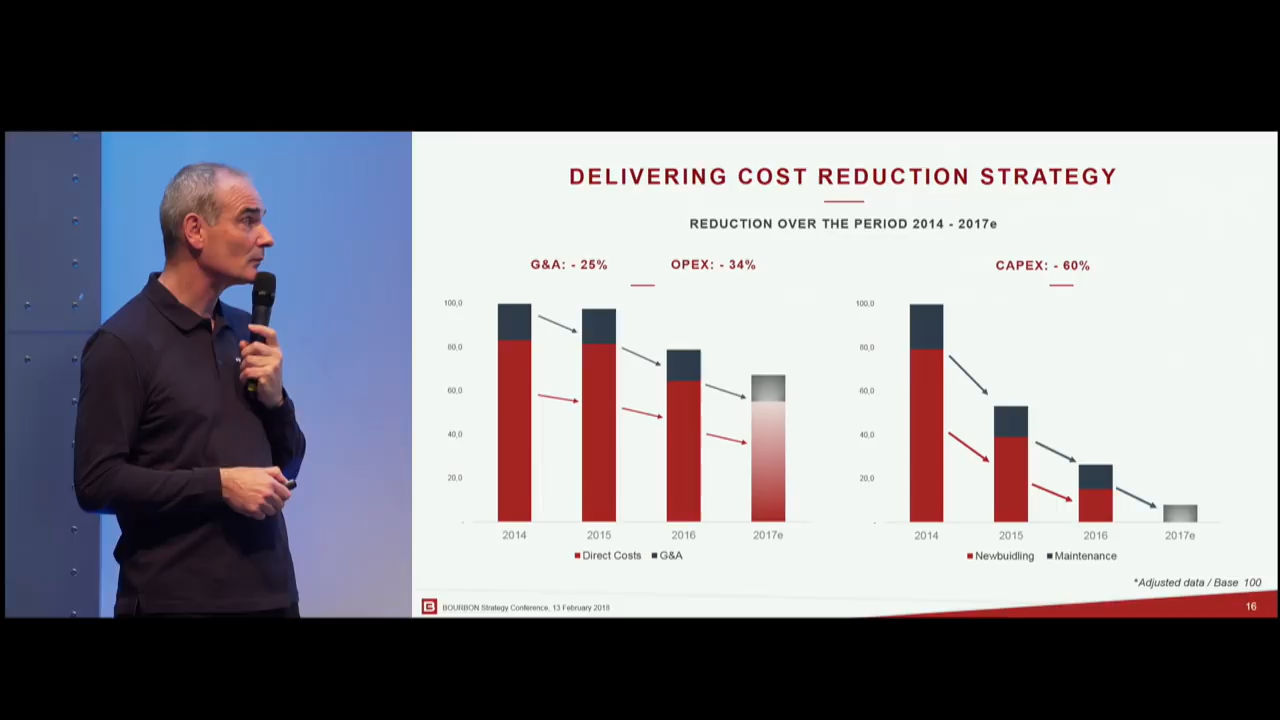 DELIVERING COST REDUCTION STRATEGY
REDUCTION OVER THE PERIOD 2014 - 2017e
G&A: - 25% OPEX: - 34%
100,0
80,0
60,0
40,0
20,0
-
2014 2015 2016 2017e
Direct Costs G&A
CAPEX: - 60%
100,0
80,0
60,0
40,0
20,0
-
2014 2015 2016 2017e
Newbuidling Maintenance
*Adjusted data / Base 100
B BOURBON Strategy Conference, 13 February 2018
16